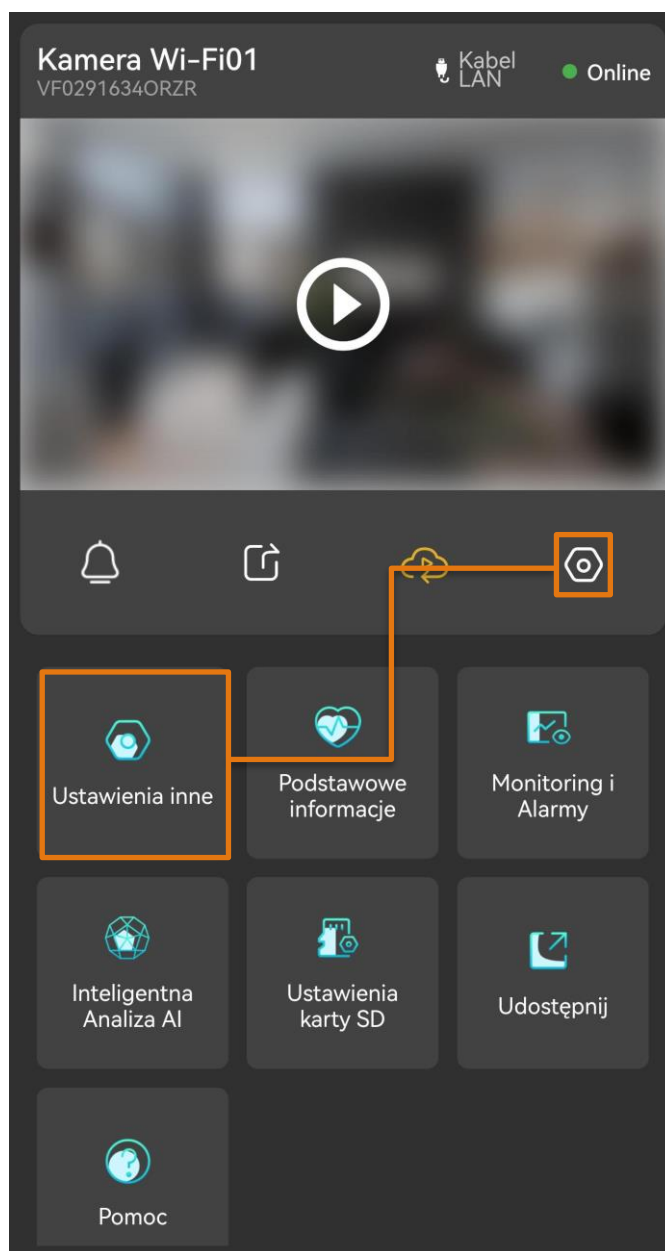 Kamera Wi-Fi01
VF0291634ORZR
Kabel
LAN
Online
Ustawienia inne
Podstawowe
informacje
Monitoring i
Alarmy
Inteligentna
Analiza AI
Ustawienia
karty SD
Udostępnij
Pomoc